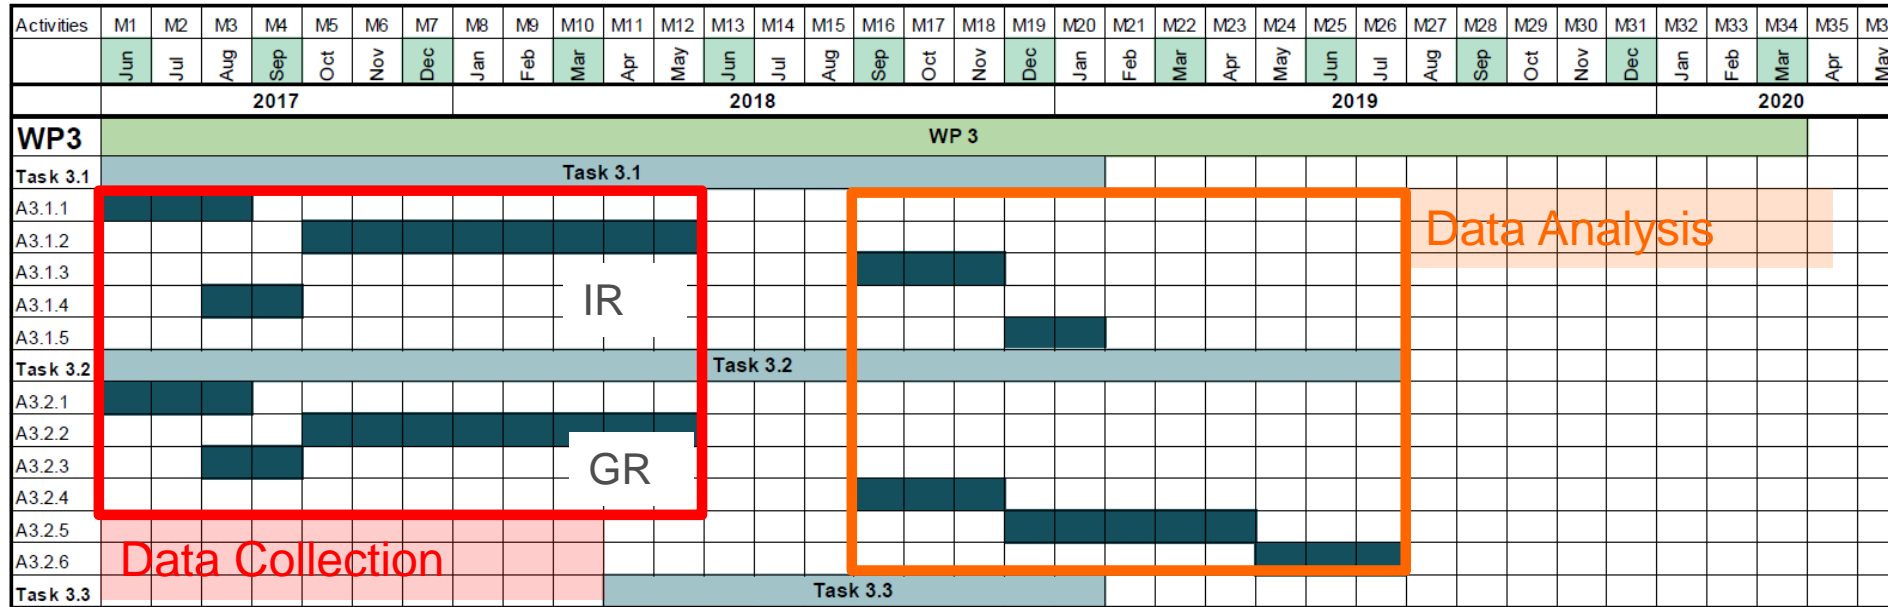 Activities M1 M2 M3 M4 M5 M6 M7 M8 M9 M10 M11 M12 M13 M14 M15 M16 M17 M18 M19 M20 M21 M22 M23 M24 M25 M26 M27 M28 M29 M30 M31 M32 M33 M34 M35 M3
Jun Jul Aug Sep Oct Nov Dec Jan Feb Mar Apr May Jun Jul Aug Sep Oct Nov Dec Jan Feb Mar Apr May Jun Jul Aug Sep Oct Nov Dec Jan Feb Mar Apr May
2017 2018 2019 2020
WP3 WP 3
Task 3.1 Task 3.1
A3.1.1
Data Analysis
A3.1.2
A3.1.3
IR
A3.1.4
A3.1.5
Task 3.2 Task 3.2
A3.2.1
A3.2.2
A3.2.3
GR
A3.2.4
A3.2.5
Data Collection
A3.2.6
Task 3.3 Task 3.3